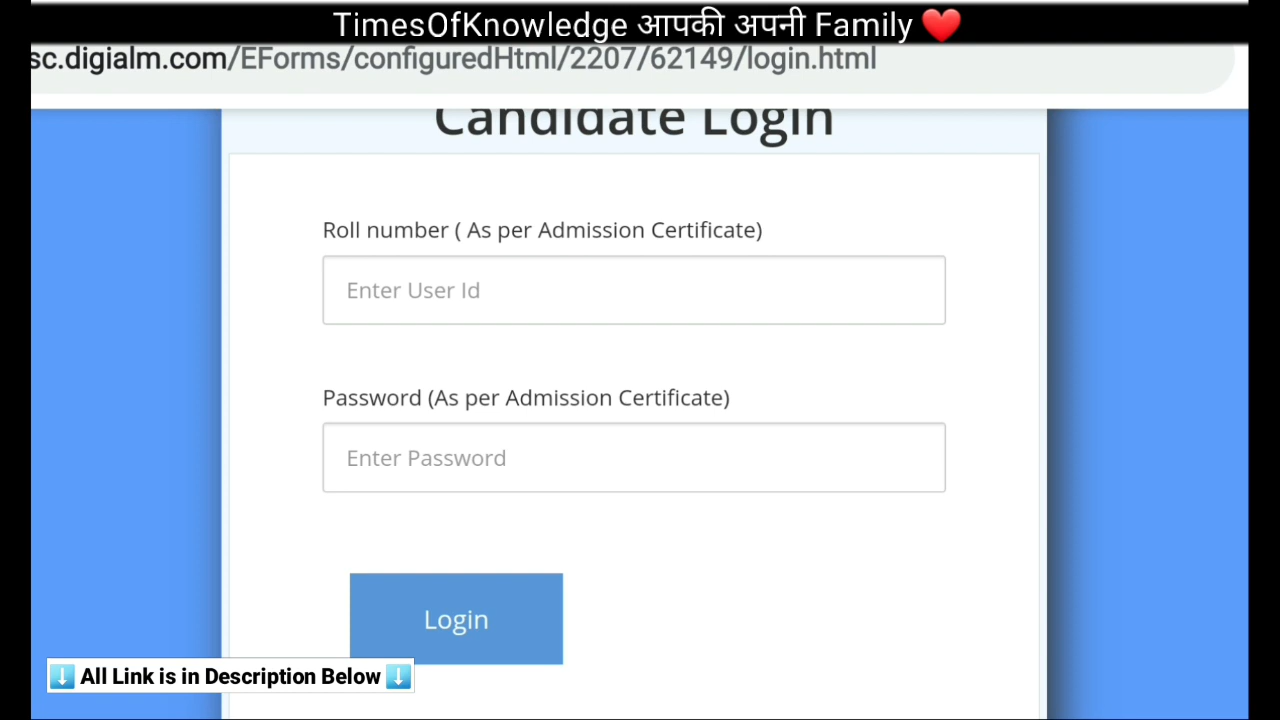 TimesOfKnowledge आपकी अपनी Family ❤️
sc.digialm.com/EForms/configuredHtml/2207/62149/login.html
Candidate Login
Roll number ( As per Admission Certificate)
Enter User Id
Password (As per Admission Certificate)
Enter Password
Login
⬇️ All Link is in Description Below ⬇️